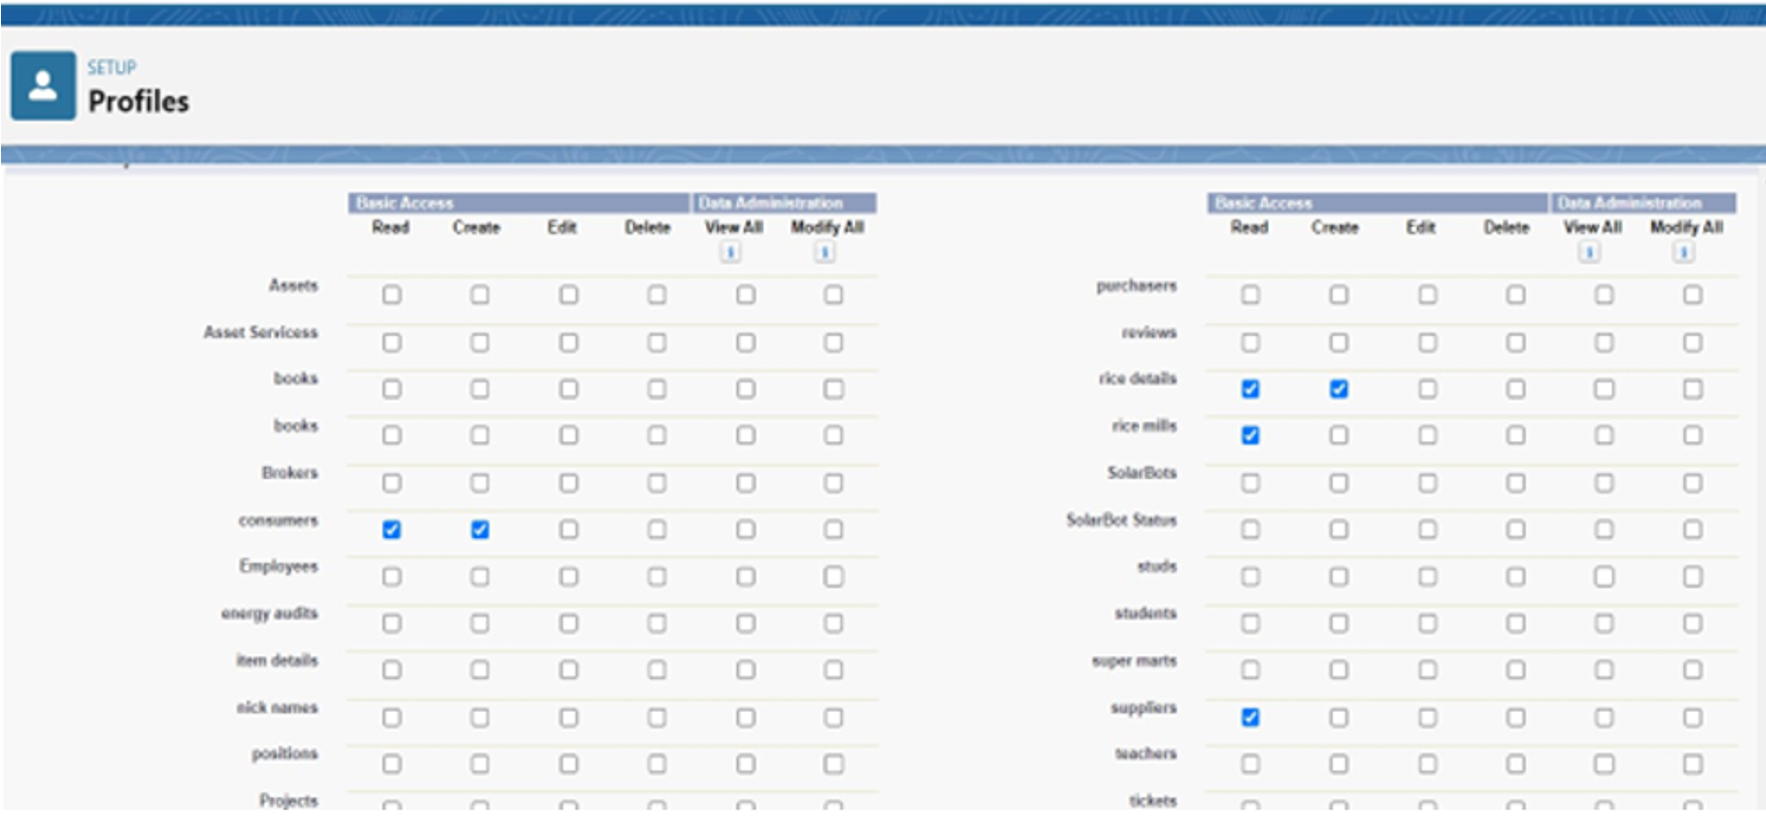 SETUP
Profiles
Basic Access Data Administration Basic Access Data Administration
Read Create Edit Delete View All Modify All Read Create Edit Delete View All Modify All
i i i i
Assets purchasers
Asset Servicess reviews
books rice details
books rice mills
Brokers SolarBots
consumers SolarBot Status
Employees studs
energy audits students
item details super marts
nick names suppliers
positions teachers
Projects tickets